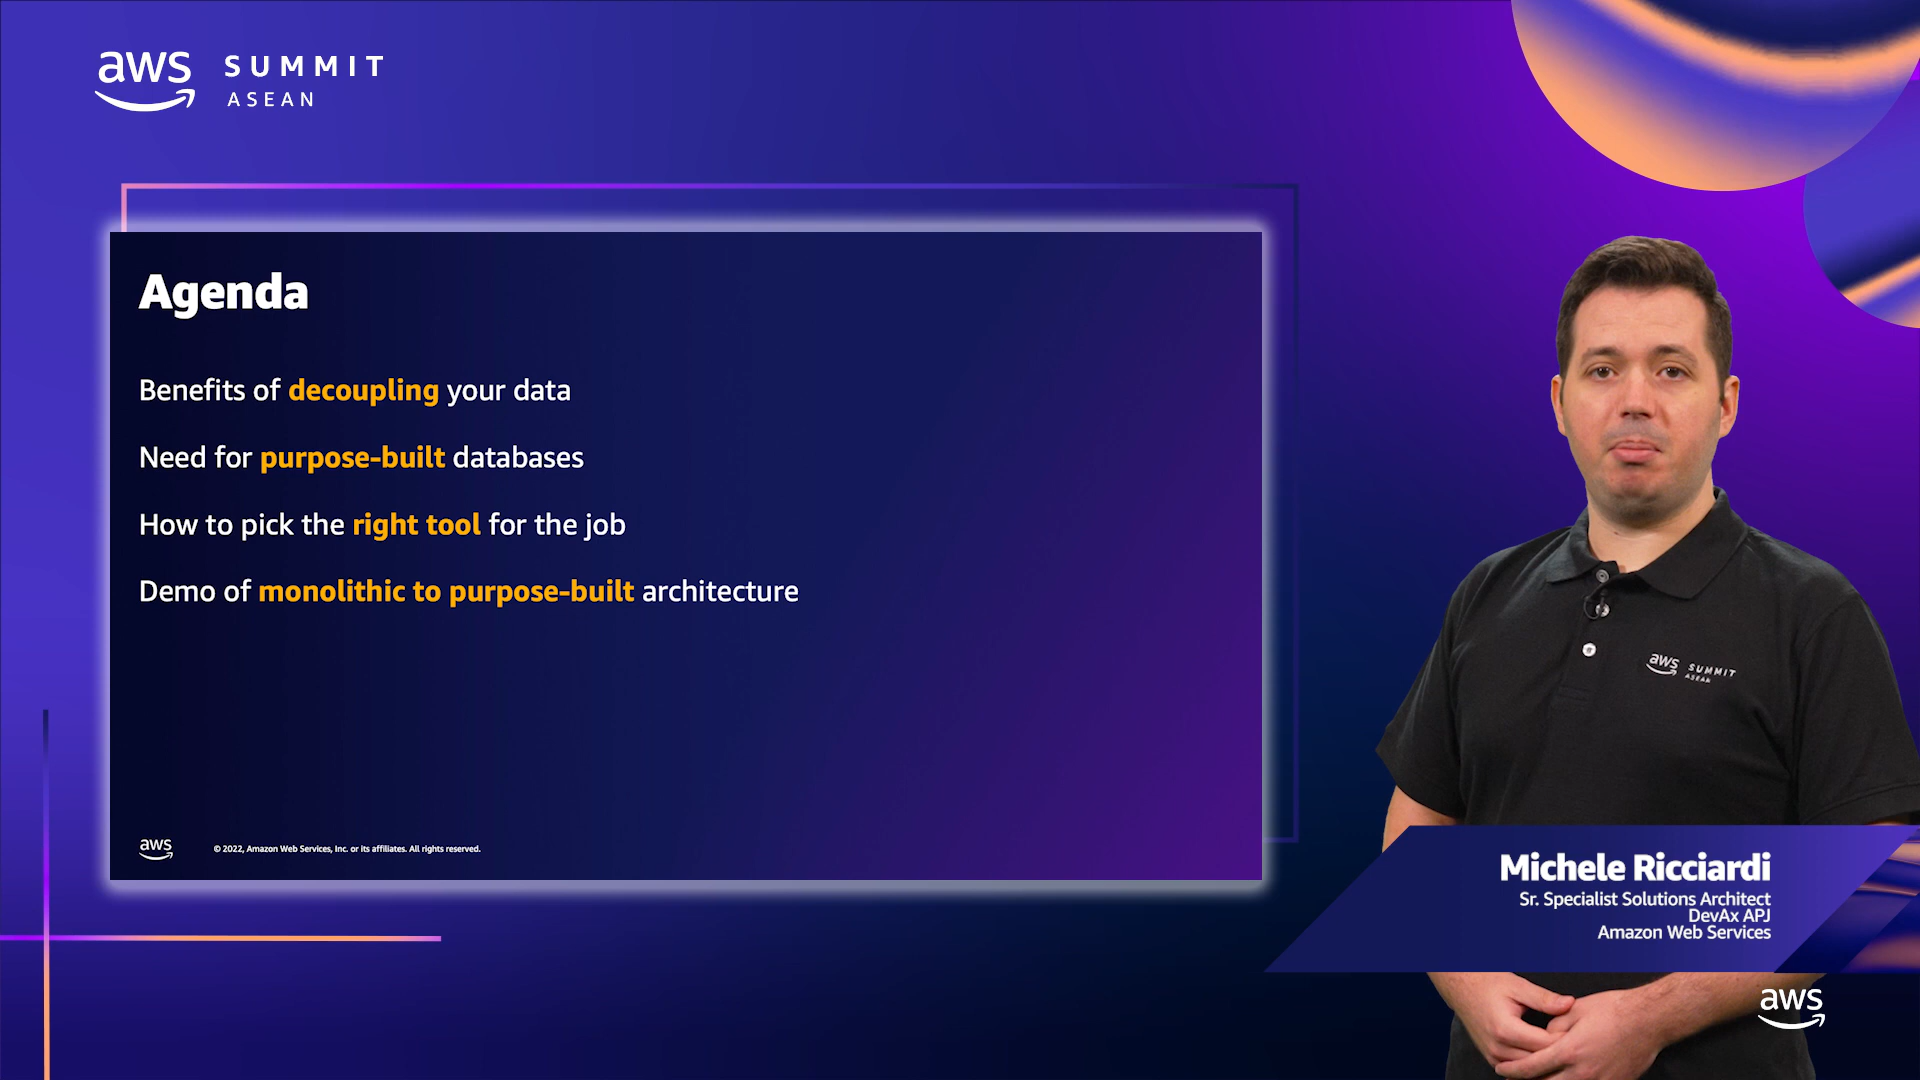 aws SUMMIT
ASEAN
Agenda
Benefits of decoupling your data
Need for purpose-built databases
How to pick the right tool for the job
Demo of monolithic to purpose-built architecture
aws © 2022, Amazon Web Services, Inc. or its affiliates. All rights reserved.
aws SUMMIT
ASEAN
Michele Ricciardi
Sr. Specialist Solutions Architect
DevAx APJ
Amazon Web Services
aws